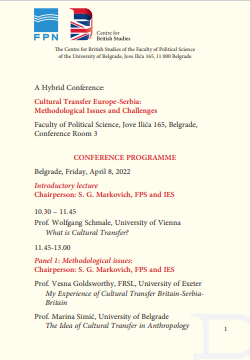 FPN
Centre for
British Studies
The Centre for British Studies of the Faculty of Political Science
of the University of Belgrade, Jove Ilića 165, 11 000 Belgrade
A Hybrid Conference:
Cultural Transfer Europe-Serbia:
Methodological Issues and Challenges
Faculty of Political Science, Jove Ilića 165, Belgrade,
Conference Room 3
CONFERENCE PROGRAMME
Belgrade, Friday, April 8, 2022
Introductory lecture
Chairperson: S. G. Markovich, FPS and IES
10.30 – 11.45
Prof. Wolfgang Schmale, University of Vienna
What is Cultural Transfer?
11.45-13.00
Panel 1: Methodological issues:
Chairperson: S. G. Markovich, FPS and IES
Prof. Vesna Goldsworthy, FRSL, University of Exeter
My Experience of Cultural Transfer Britain-Serbia-
Britain
Prof. Marina Simić, University of Belgrade
The Idea of Cultural Transfer in Anthropology
1